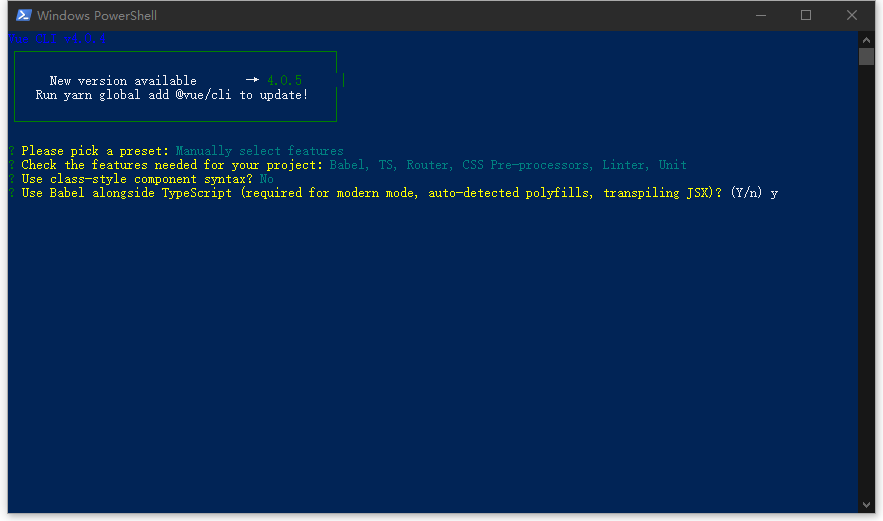 Windows PowerShell
Vue CLI
New version available → 4.0.5
Run yarn global add @vue/cli to update!
? Please pick a preset: Manually select features
? Check the features needed for your project: Babel, TS, Router, CSS Pre-processors, Linter, Unit
? Use class-style component syntax? No
? Use Babel alongside TypeScript (required for modern mode, auto-detected polyfills, transpiling JSX)? (Y/n) y